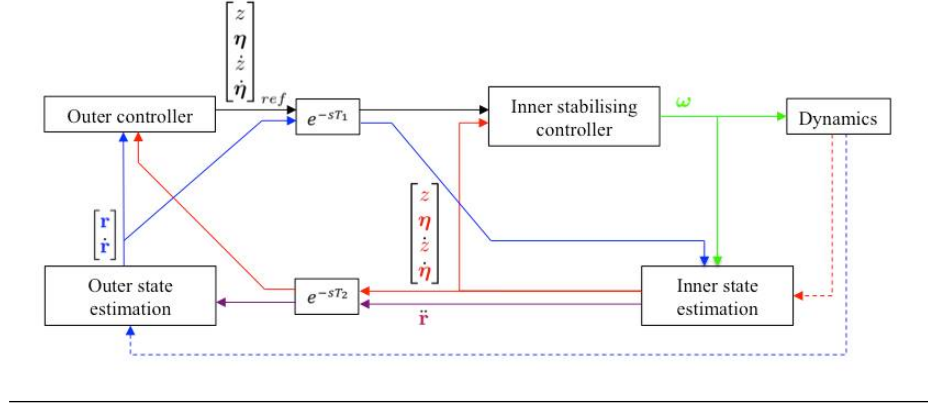 z
η
ż
η̇
ref
Outer controller
e^{-sT_1}
Inner stabilising
controller
ω
Dynamics
z
η
ż
η̇
r
ṙ
Outer state
estimation
e^{-sT_2}
r̈
Inner state
estimation